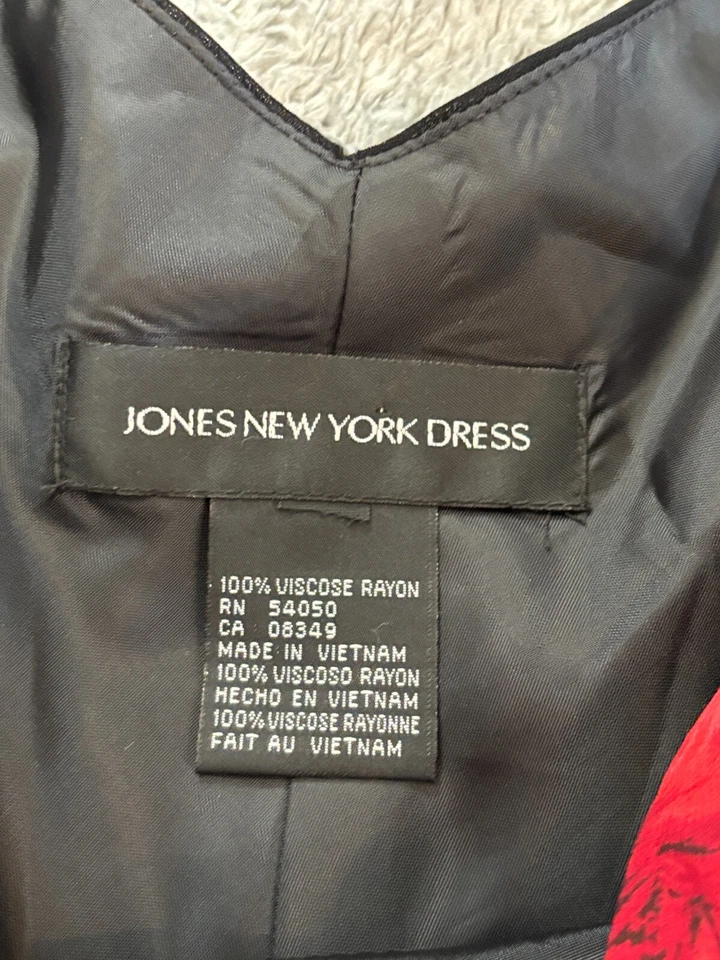 JONES NEW YORK DRESS
100% VISCOSE RAYON
RN 54050
CA 08349
MADE IN VIETNAM
100% VISCOSO RAYON
HECHO EN VIETNAM
100% VISCOSE RAYONNE
FAIT AU VIETNAM